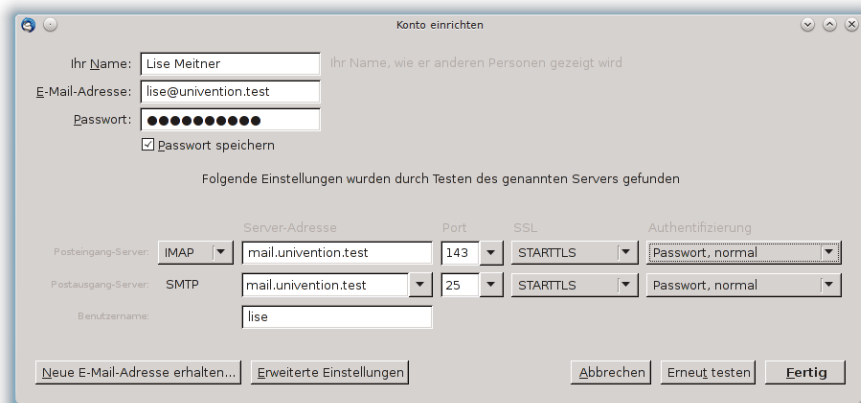 Konto einrichten
Ihr Name: Lise Meitner Ihr Name, wie er anderen Personen gezeigt wird
E-Mail-Adresse: lise@univention.test
Passwort: ●●●●●●●●●●
Passwort speichern
Folgende Einstellungen wurden durch Testen des genannten Servers gefunden
Server-Adresse Port SSL Authentifizierung
Posteingang-Server: IMAP mail.univention.test 143 STARTTLS Passwort, normal
Postausgang-Server: SMTP mail.univention.test 25 STARTTLS Passwort, normal
Benutzername: lise
Neue E-Mail-Adresse erhalten... Erweiterte Einstellungen Abbrechen Erneut testen Fertig